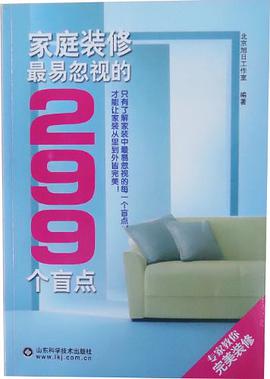 家庭装修
最易忽视的
299
个盲点
北京旭日工作室 编著
只有了解家装中最易忽视的每一个盲点，
才能让家装从里到外皆完美！
专家教你
完美装修
山东科学技术出版社
www.lkj.com.cn